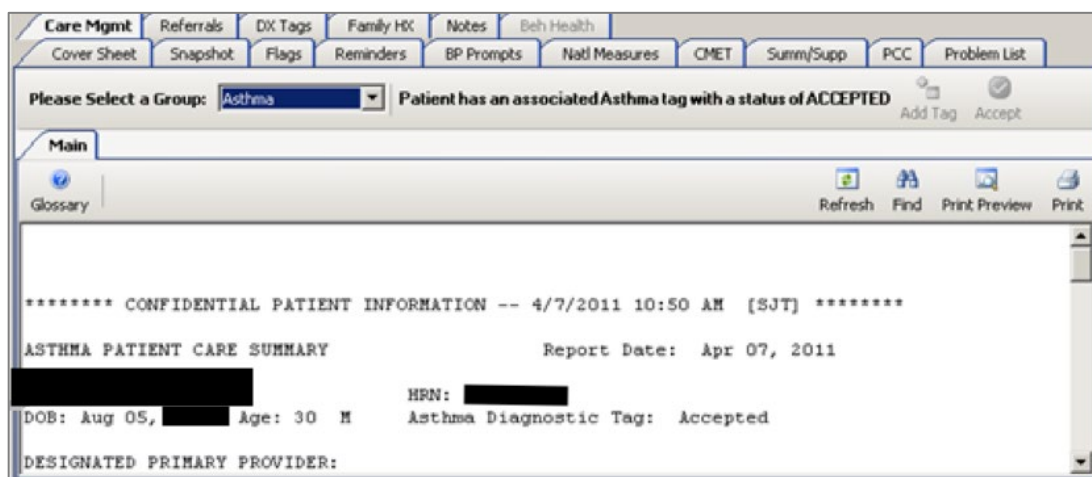 Care Mgmt Referrals DX Tags Family HX Notes Beh Health
Cover Sheet Snapshot Flags Reminders BP Prompts Natl Measures CMET Summ/Supp PCC Problem List
Please Select a Group: Asthma Patient has an associated Asthma tag with a status of ACCEPTED Add Tag Accept
Main
Glossary Refresh Find Print Preview Print
******** CONFIDENTIAL PATIENT INFORMATION -- 4/7/2011 10:50 AM [SJT] ********
ASTHMA PATIENT CARE SUMMARY Report Date: Apr 07, 2011
HRN:
DOB: Aug 05, Age: 30 M Asthma Diagnostic Tag: Accepted
DESIGNATED PRIMARY PROVIDER: